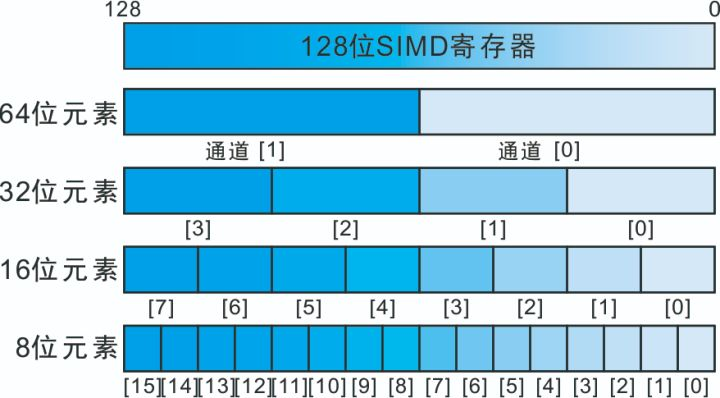 128 0
128位SIMD寄存器
64位元素
通道 [1] 通道 [0]
32位元素
[3] [2] [1] [0]
16位元素
[7] [6] [5] [4] [3] [2] [1] [0]
8位元素
[15] [14] [13] [12] [11] [10] [9] [8] [7] [6] [5] [4] [3] [2] [1] [0]